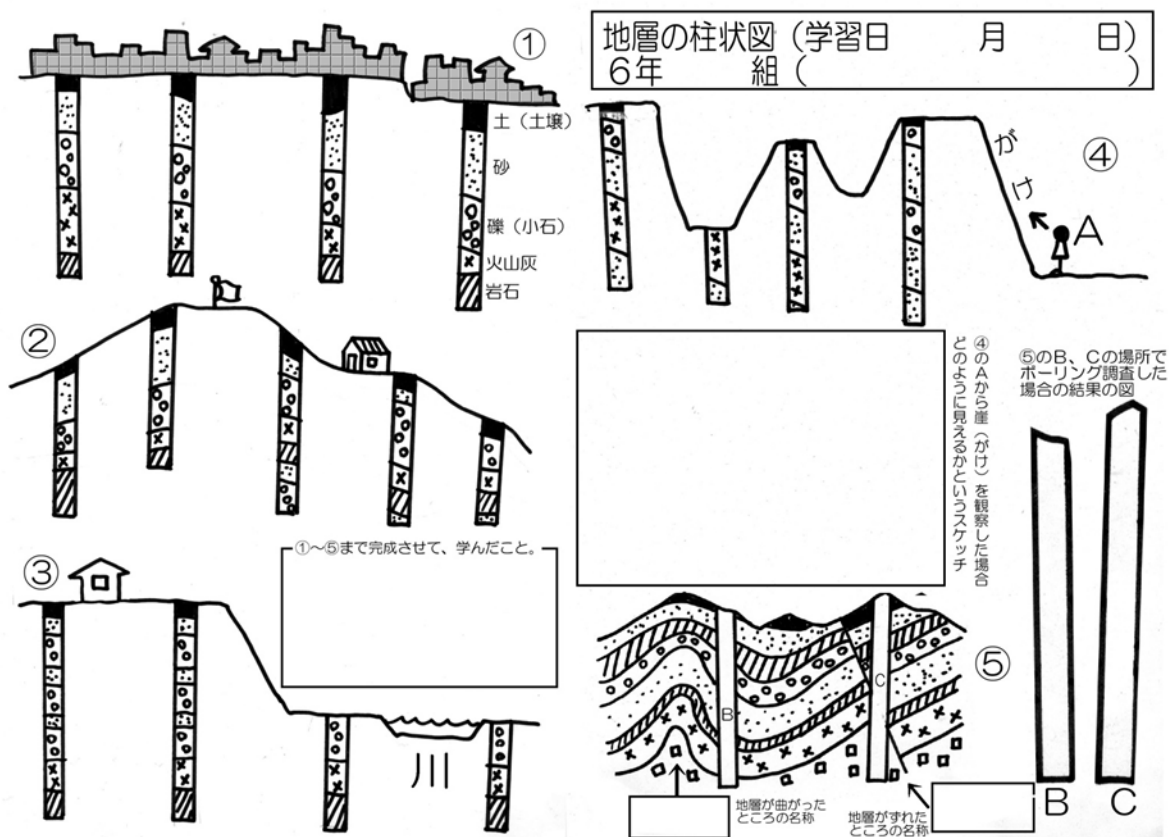 地層の柱状図（学習日　　月　　日）
6年　　組（　　　　　　　　　）
①
土（土壌）
砂
礫（小石）
火山灰
岩石
②
③
川
①～⑤まで完成させて、学んだこと。
④
がけ
A
④のAから崖（がけ）を観察した場合
どのように見えるかというスケッチ
⑤のB、Cの場所で
ボーリング調査した
場合の結果の図
B
C
⑤
B
C
地層が曲がった
ところの名称
地層がずれた
ところの名称